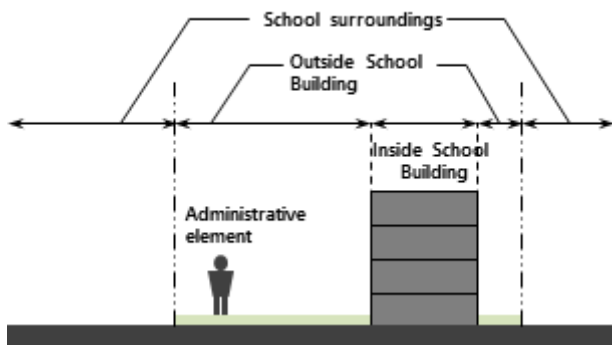 School surroundings
Outside School
Building
Inside School
Building
Administrative
element